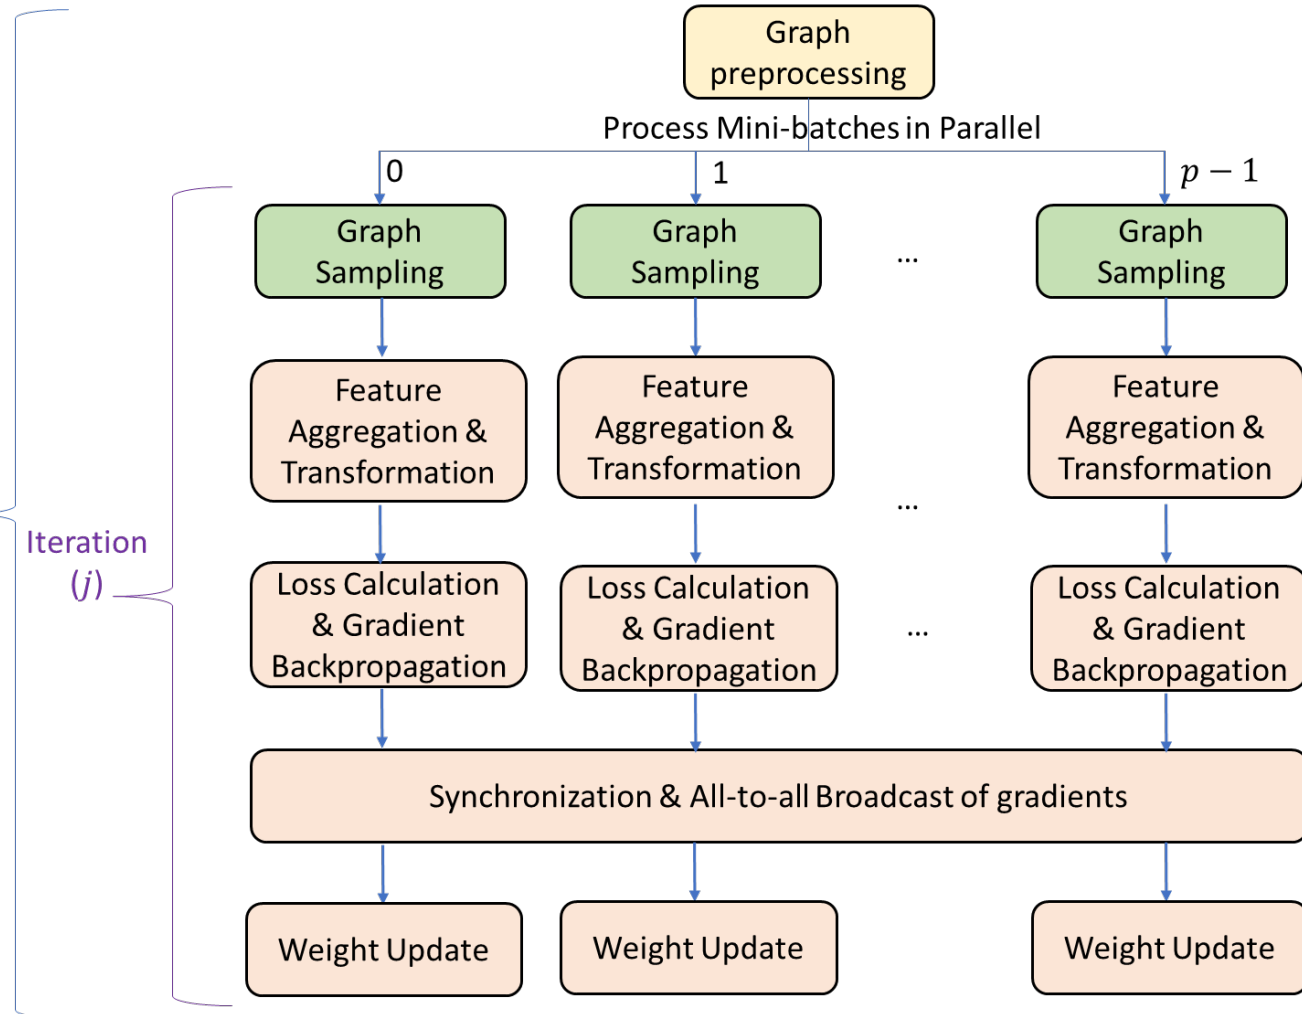 Graph
preprocessing
Process Mini-batches in Parallel
0
1
p − 1
Graph
Sampling
Graph
Sampling
...
Graph
Sampling
Feature
Aggregation &
Transformation
Feature
Aggregation &
Transformation
...
Feature
Aggregation &
Transformation
Iteration
(j)
Loss Calculation
& Gradient
Backpropagation
Loss Calculation
& Gradient
Backpropagation
...
Loss Calculation
& Gradient
Backpropagation
Synchronization & All-to-all Broadcast of gradients
Weight Update
Weight Update
Weight Update